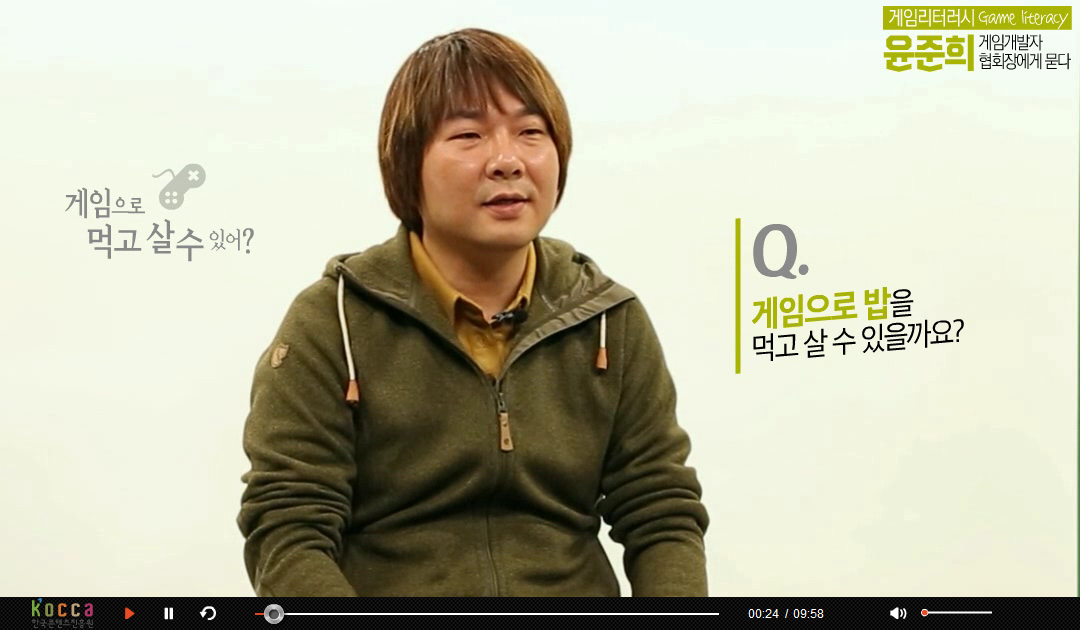 게임리터러시 Game literacy
윤준희 게임개발자
협회장에게 묻다
게임으로
먹고 살 수 있어?
Q.
게임으로 밥을
먹고 살 수 있을까요?
kocca
한국콘텐츠진흥원
00:24 / 09:58